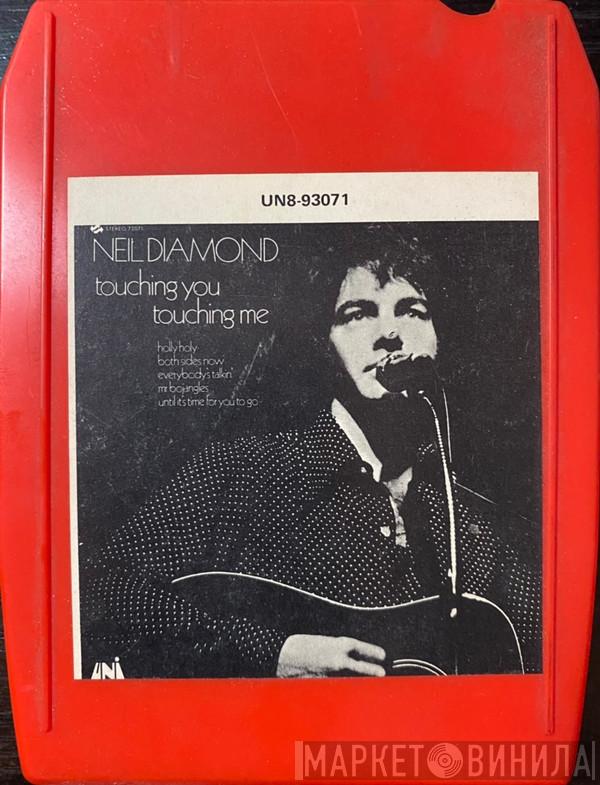 UN8-93071
STEREO 73071
NEIL DIAMOND
touching you
touching me
holly holy
both sides now
everybody's talkin'
mr bojangles
until it's time for you to go
UNI
МАРКЕТ ВИНИЛА